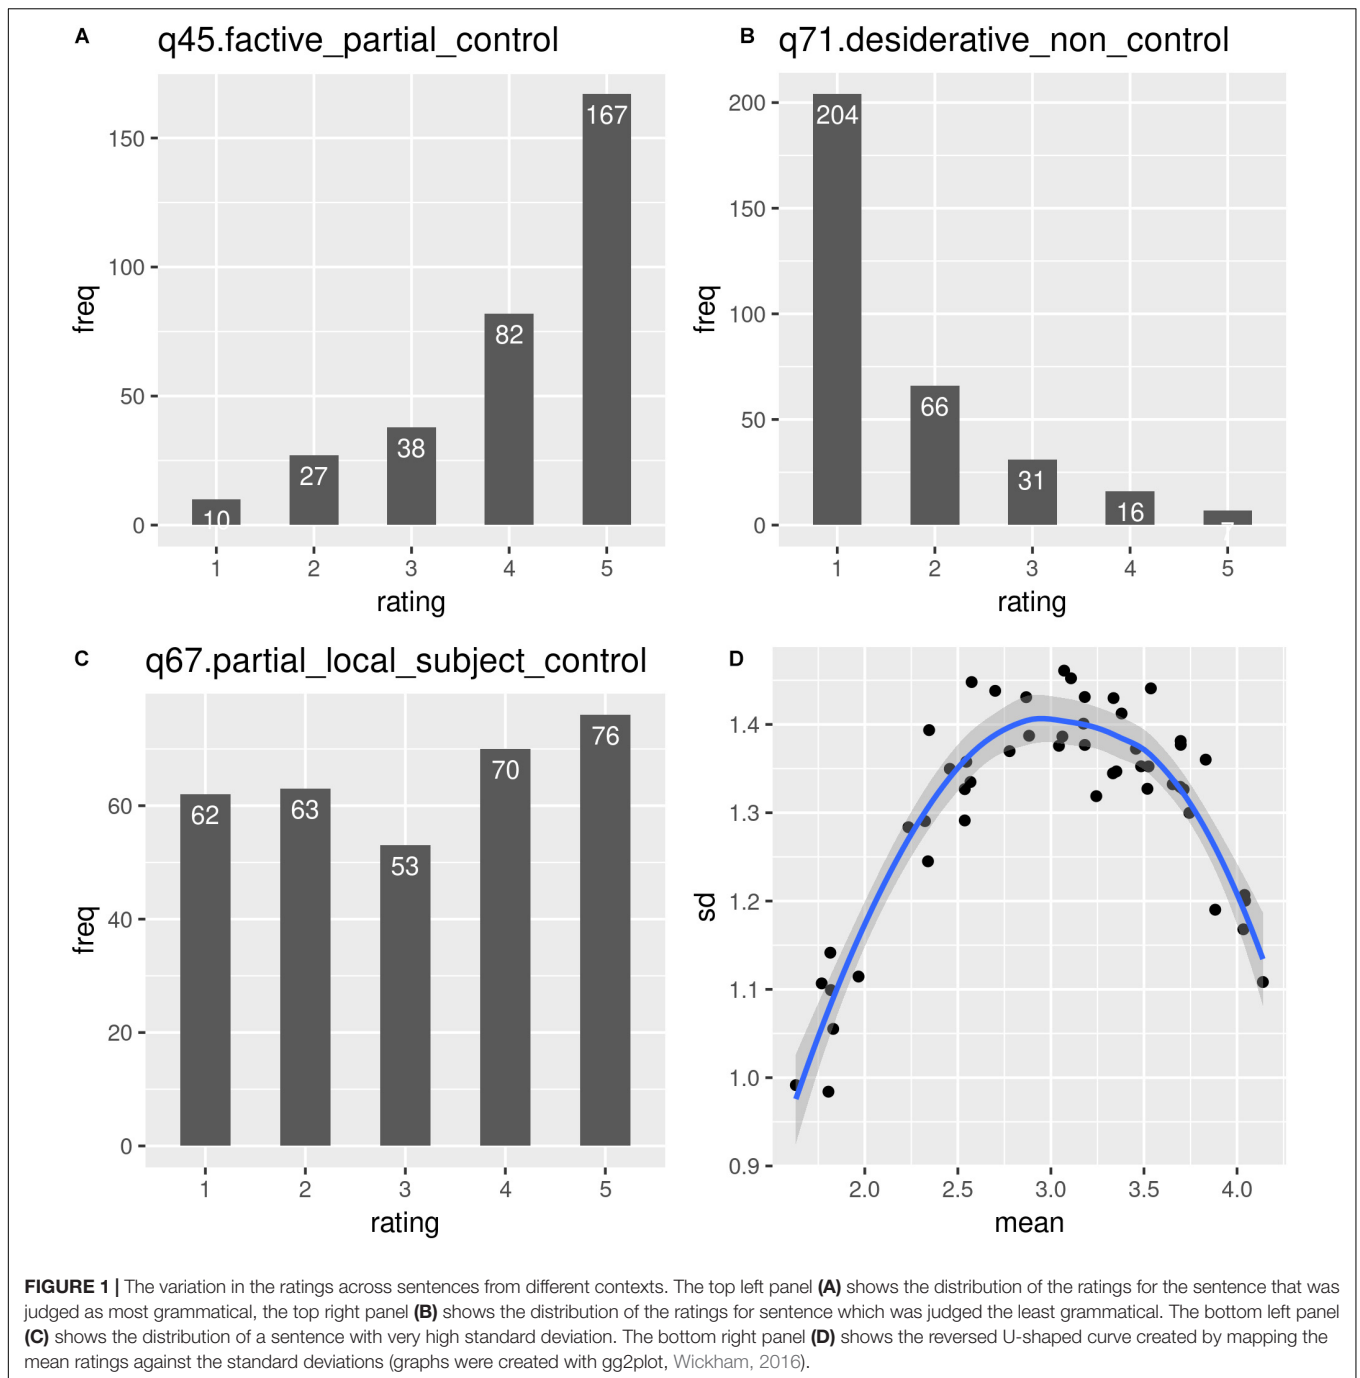 A q45.factive_partial_control
150
100
50
0
freq
10
27
38
82
167
1 2 3 4 5
rating
B q71.desiderative_non_control
200
150
100
50
0
freq
204
66
31
16
7
1 2 3 4 5
rating
C q67.partial_local_subject_control
60
40
20
0
freq
62
63
53
70
76
1 2 3 4 5
rating
D
1.4
1.3
1.2
1.1
1.0
0.9
sd
2.0 2.5 3.0 3.5 4.0
mean
FIGURE 1 | The variation in the ratings across sentences from different contexts. The top left panel (A) shows the distribution of the ratings for the sentence that was
judged as most grammatical, the top right panel (B) shows the distribution of the ratings for sentence which was judged the least grammatical. The bottom left panel
(C) shows the distribution of a sentence with very high standard deviation. The bottom right panel (D) shows the reversed U-shaped curve created by mapping the
mean ratings against the standard deviations (graphs were created with gg2plot, Wickham, 2016).